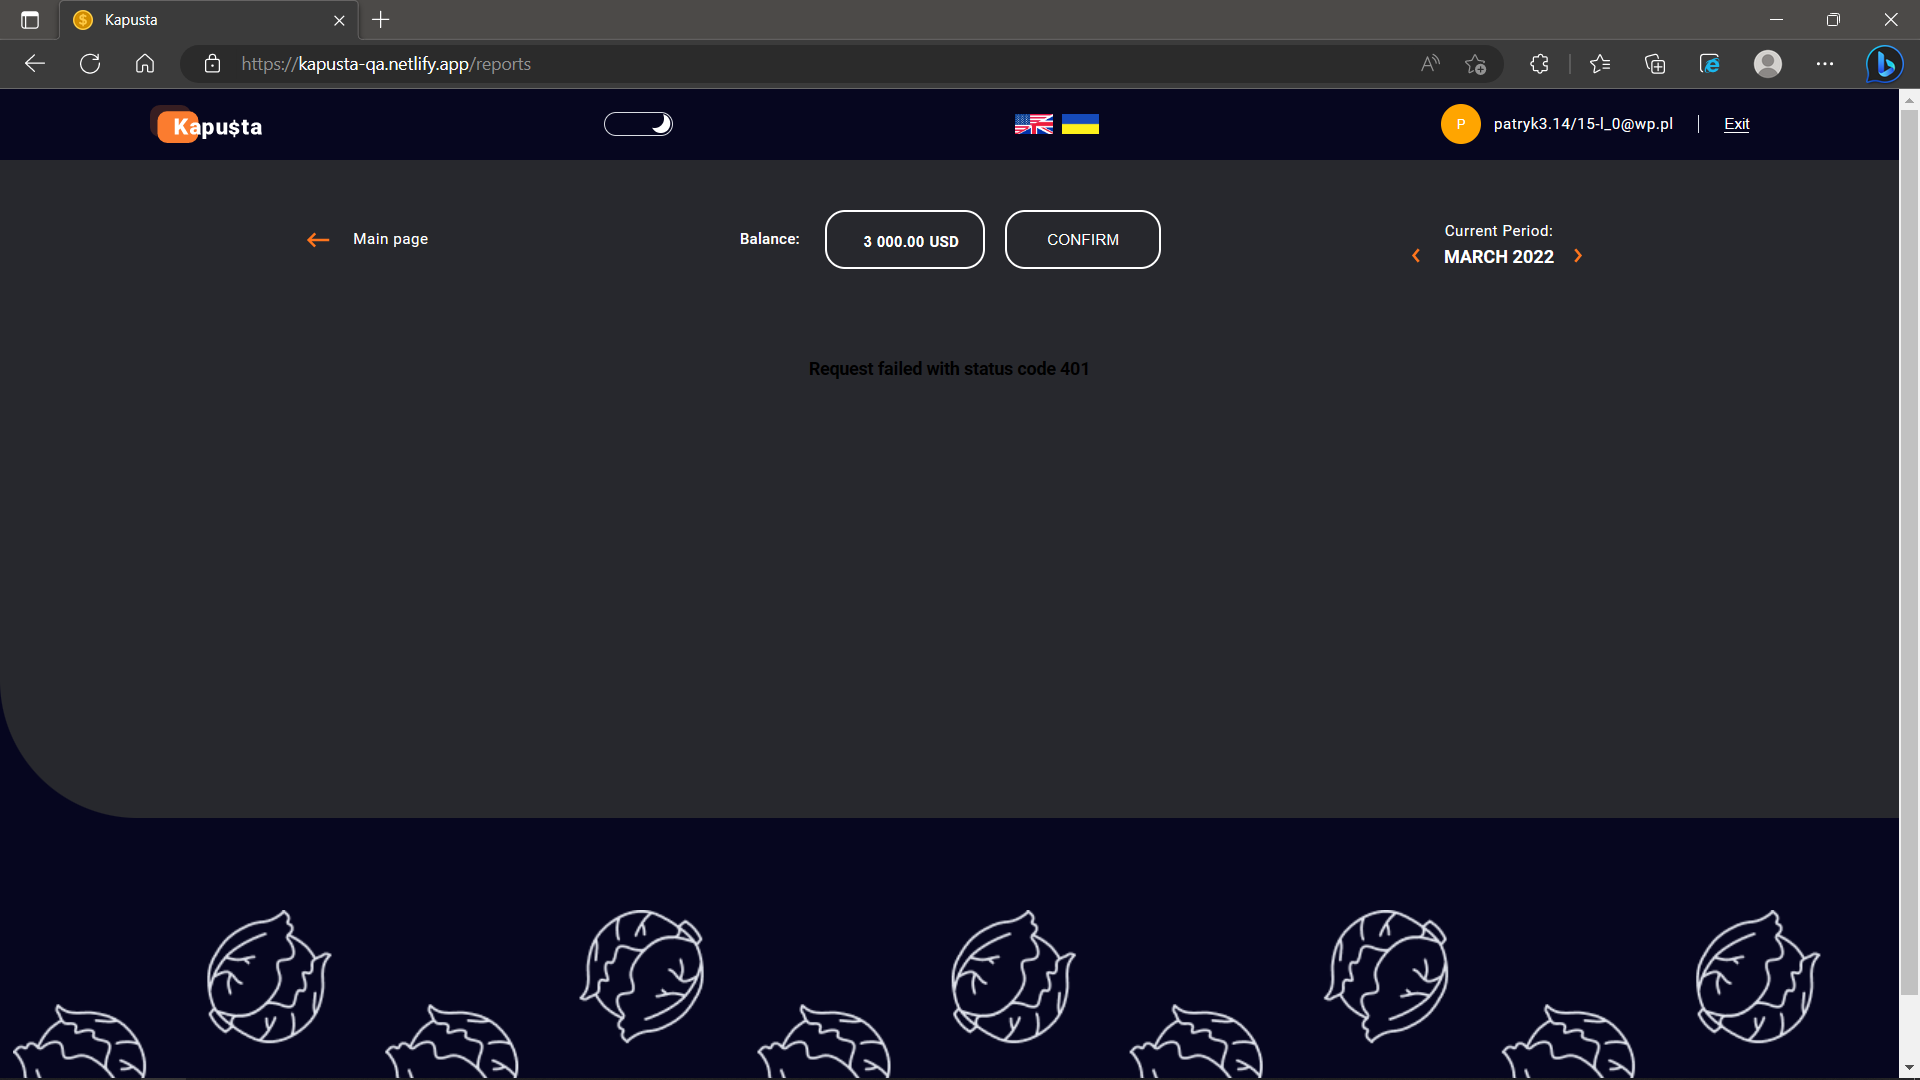 Kapusta
https://kapusta-qa.netlify.app/reports
Kapu$ta
P
patryk3.14/15-l_0@wp.pl
Exit
Main page
Balance:
3 000.00 USD
CONFIRM
Current Period:
MARCH 2022
Request failed with status code 401